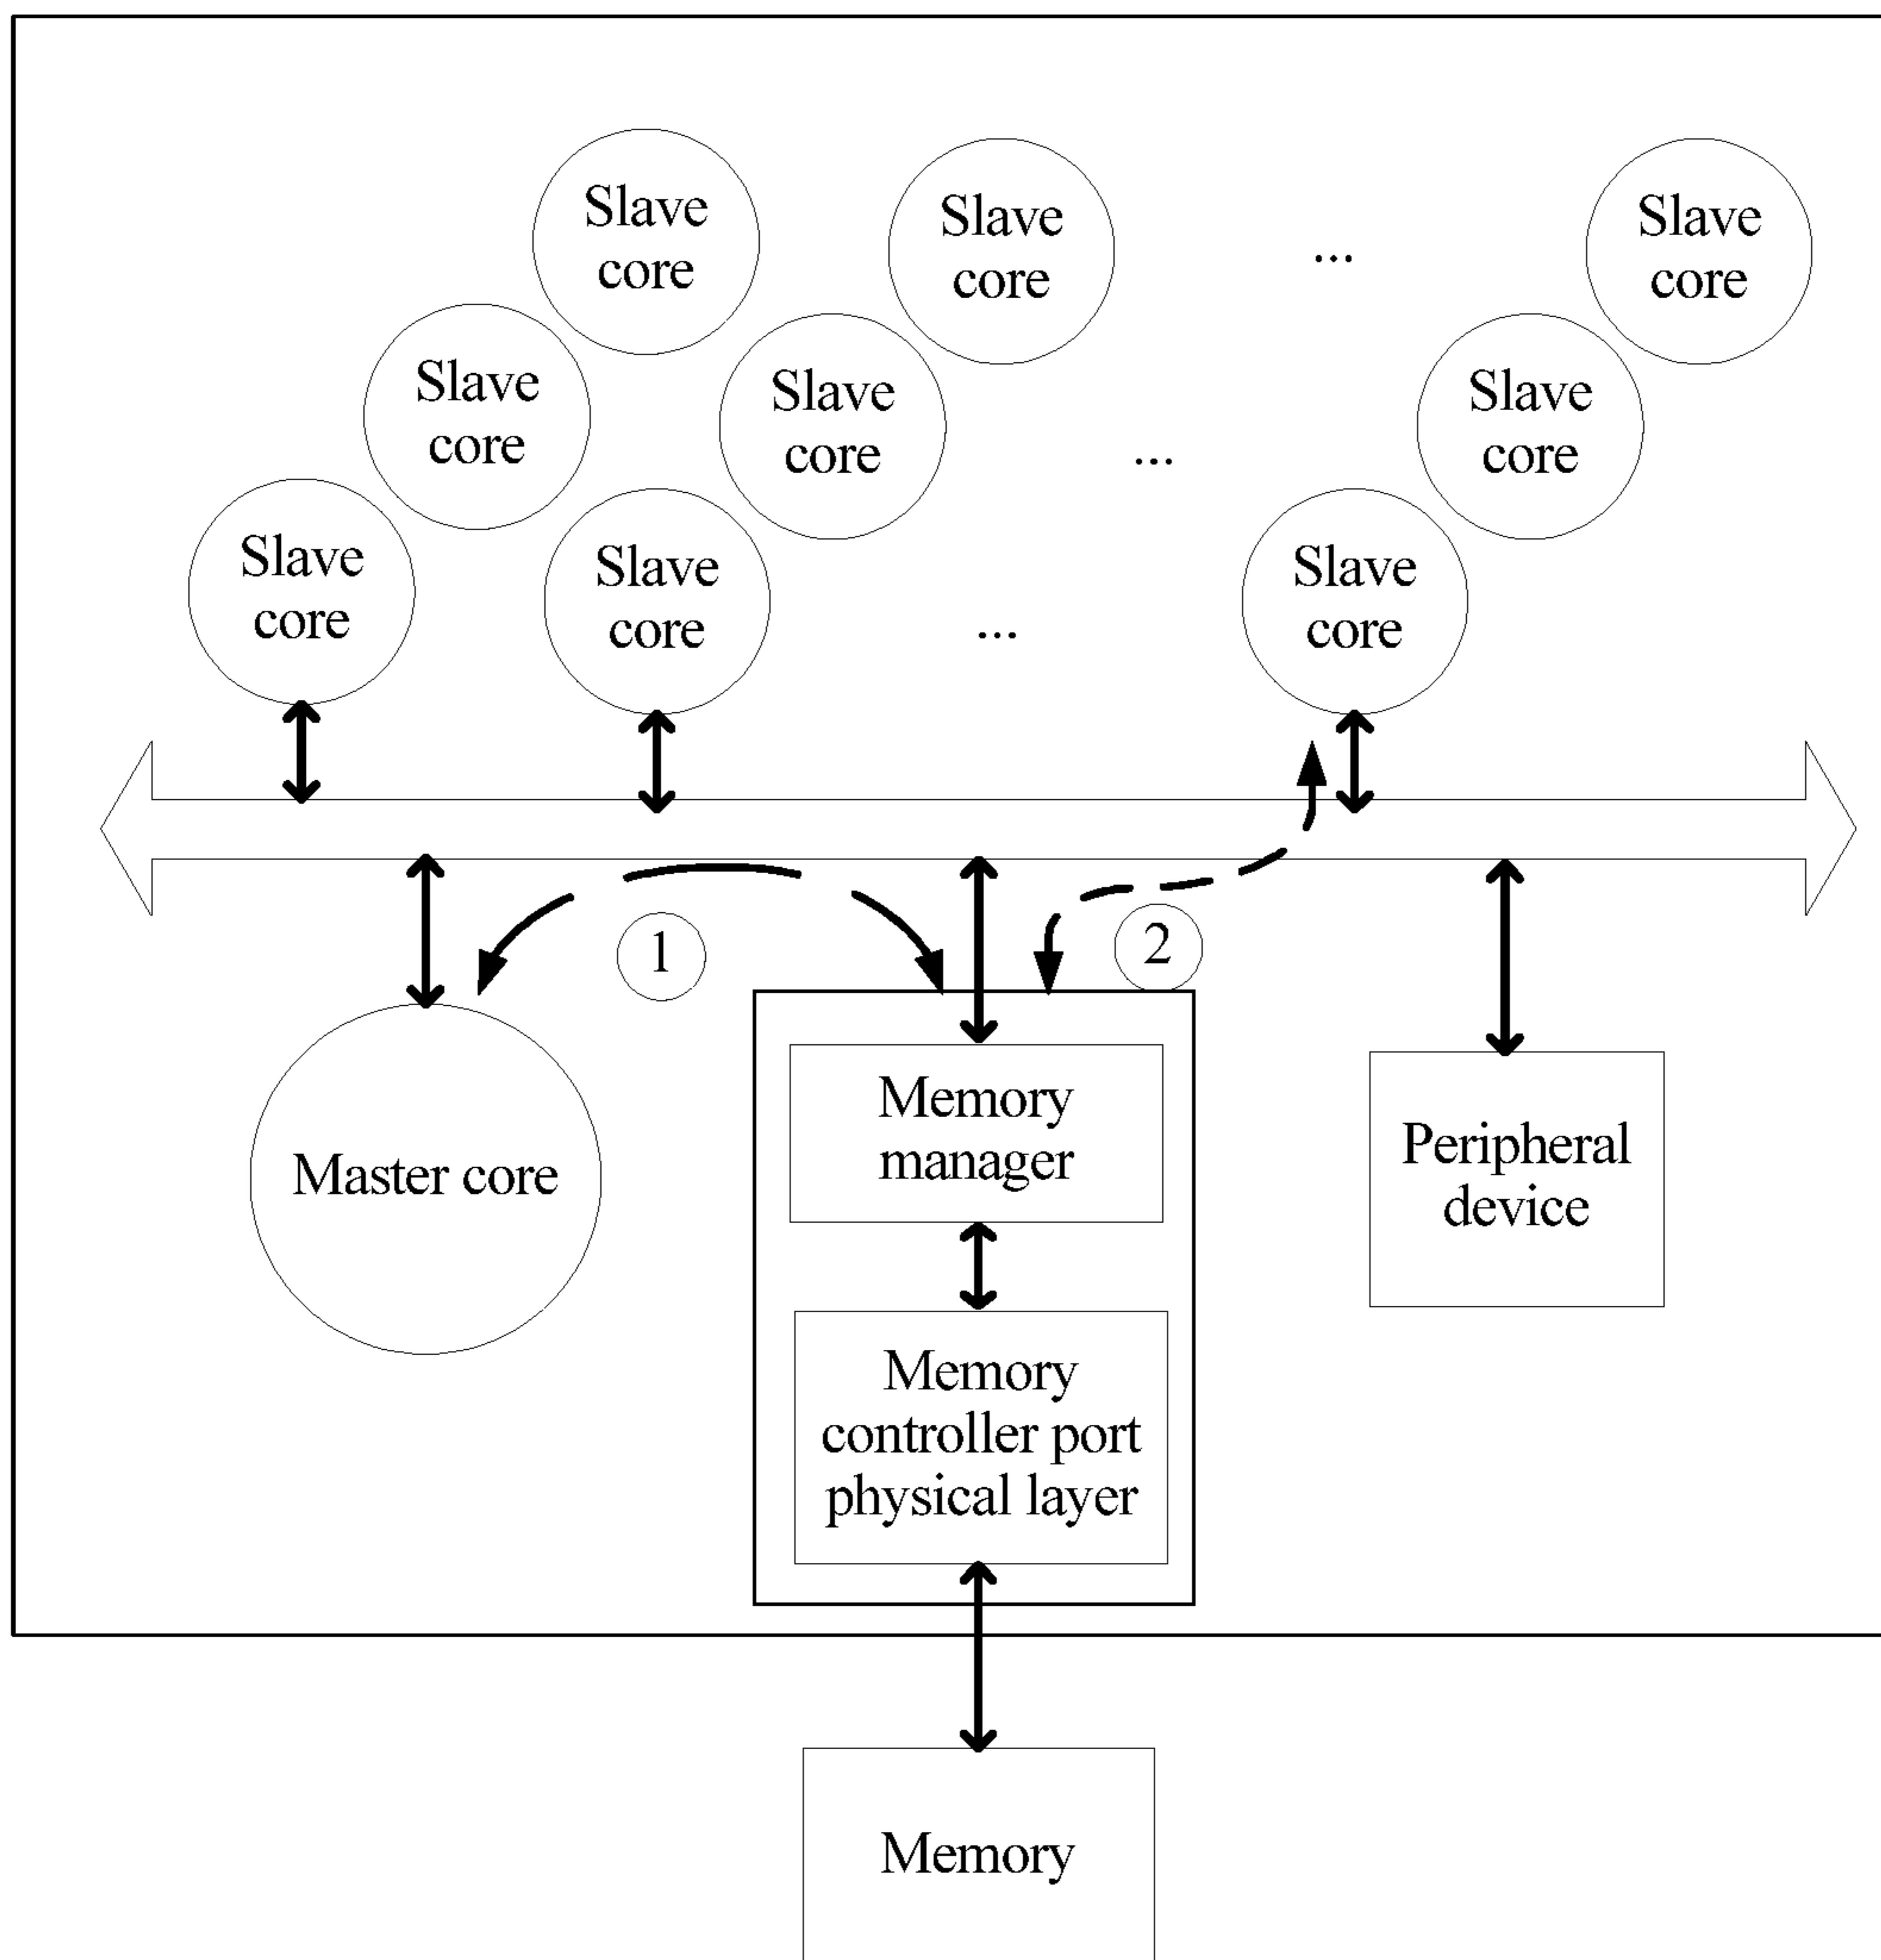 Slave
core
Slave
core
...
Slave
core
Slave
core
Slave
core
...
Slave
core
Slave
core
Slave
core
...
Slave
core
1
2
Master core
Memory
manager
Peripheral
device
Memory
controller port
physical layer
Memory